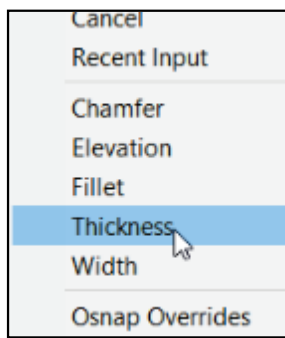 Cancel
Recent Input
Chamfer
Elevation
Fillet
Thickness
Width
Osnap Overrides